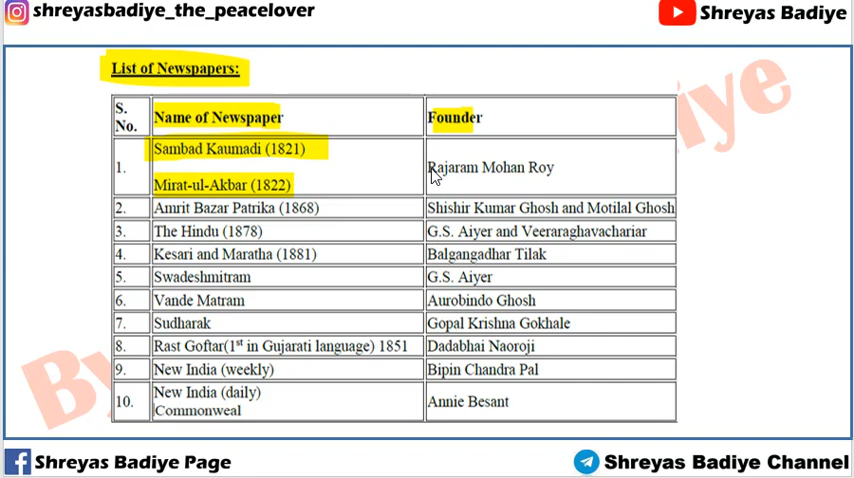 shreyasbadiye_the_peacelover
Shreyas Badiye
List of Newspapers:
S. No. Name of Newspaper Founder
1. Sambad Kaumadi (1821)
Mirat-ul-Akbar (1822) Rajaram Mohan Roy
2. Amrit Bazar Patrika (1868) Shishir Kumar Ghosh and Motilal Ghosh
3. The Hindu (1878) G.S. Aiyer and Veeraraghavachariar
4. Kesari and Maratha (1881) Balgangadhar Tilak
5. Swadeshmitram G.S. Aiyer
6. Vande Matram Aurobindo Ghosh
7. Sudharak Gopal Krishna Gokhale
8. Rast Goftar(1st in Gujarati language) 1851 Dadabhai Naoroji
9. New India (weekly) Bipin Chandra Pal
10. New India (daily)
Commonweal Annie Besant
Shreyas Badiye Page
Shreyas Badiye Channel